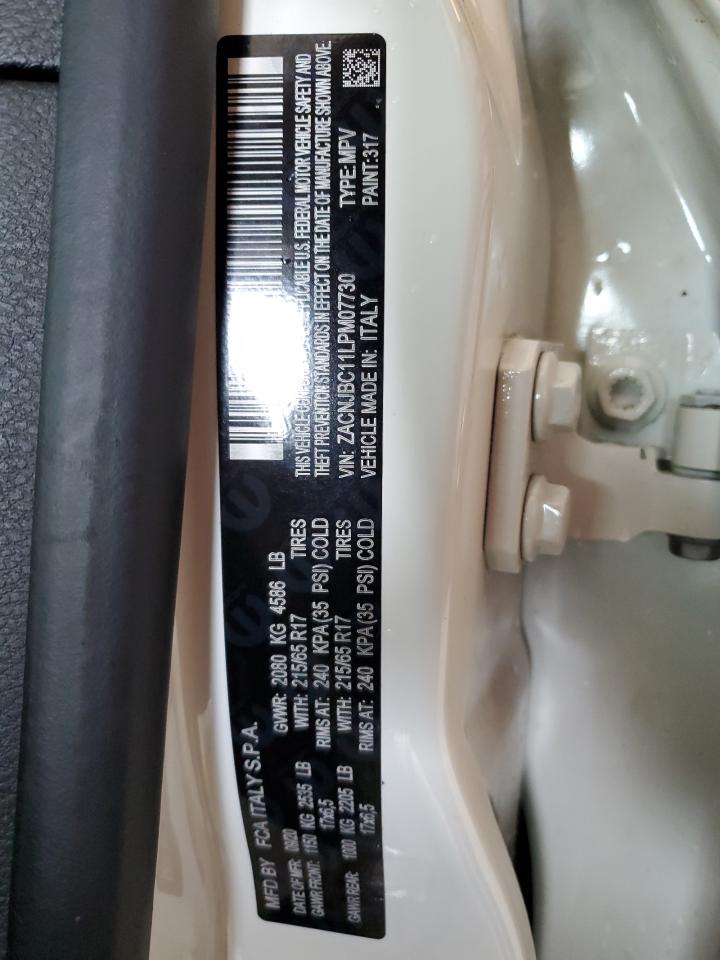 MFD BY FCA ITALY S.P.A.
DATE OF MFR: 09/20 GVWR: 2080 KG 4586 LB
GAWR FRONT: 1150 KG 2535 LB WITH: 215/65 R17 TIRES
17x6,5 RIMS AT: 240 KPA(35 PSI) COLD
GAWR REAR: 1000 KG 2205 LB WITH: 215/65 R17 TIRES
17x6,5 RIMS AT: 240 KPA(35 PSI) COLD
THIS VEHICLE U.S. FEDERAL MOTOR VEHICLE SAFETY AND
THEFT PREVENTION STANDARDS IN EFFECT ON THE DATE OF MANUFACTURE SHOWN ABOVE.
VIN: ZACNJBC11LPM07730 TYPE:MPV
VEHICLE MADE IN: ITALY PAINT:317